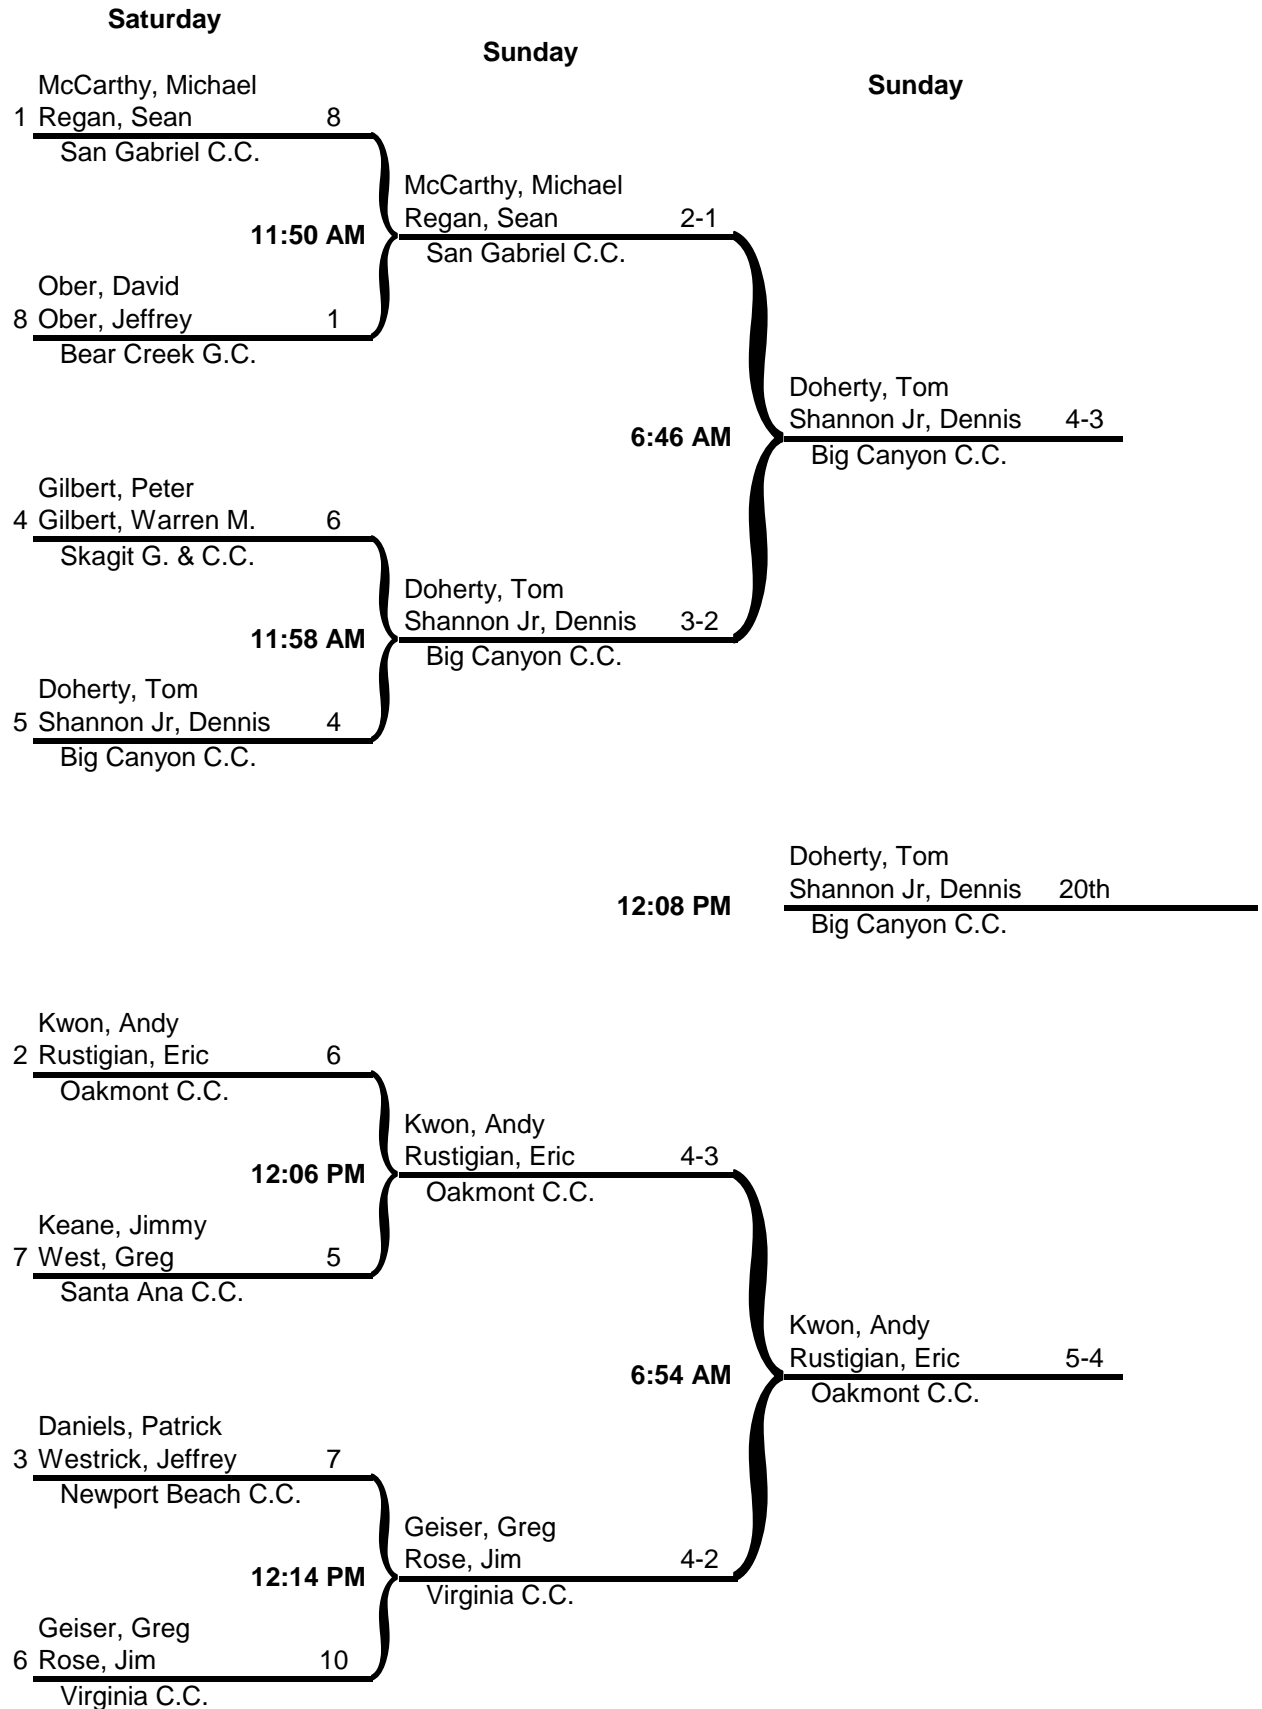 Saturday
Sunday
Sunday
McCarthy, Michael
1 Regan, Sean 8
San Gabriel C.C.
McCarthy, Michael
Regan, Sean 2-1
11:50 AM
San Gabriel C.C.
Ober, David
8 Ober, Jeffrey 1
Bear Creek G.C.
Doherty, Tom
Shannon Jr, Dennis 4-3
6:46 AM
Big Canyon C.C.
Gilbert, Peter
4 Gilbert, Warren M. 6
Skagit G. & C.C.
Doherty, Tom
Shannon Jr, Dennis 3-2
11:58 AM
Big Canyon C.C.
Doherty, Tom
5 Shannon Jr, Dennis 4
Big Canyon C.C.
Doherty, Tom
Shannon Jr, Dennis 20th
12:08 PM
Big Canyon C.C.
Kwon, Andy
2 Rustigian, Eric 6
Oakmont C.C.
Kwon, Andy
Rustigian, Eric 4-3
12:06 PM
Oakmont C.C.
Keane, Jimmy
7 West, Greg 5
Santa Ana C.C.
Kwon, Andy
Rustigian, Eric 5-4
6:54 AM
Oakmont C.C.
Daniels, Patrick
3 Westrick, Jeffrey 7
Newport Beach C.C.
Geiser, Greg
Rose, Jim 4-2
12:14 PM
Virginia C.C.
Geiser, Greg
6 Rose, Jim 10
Virginia C.C.